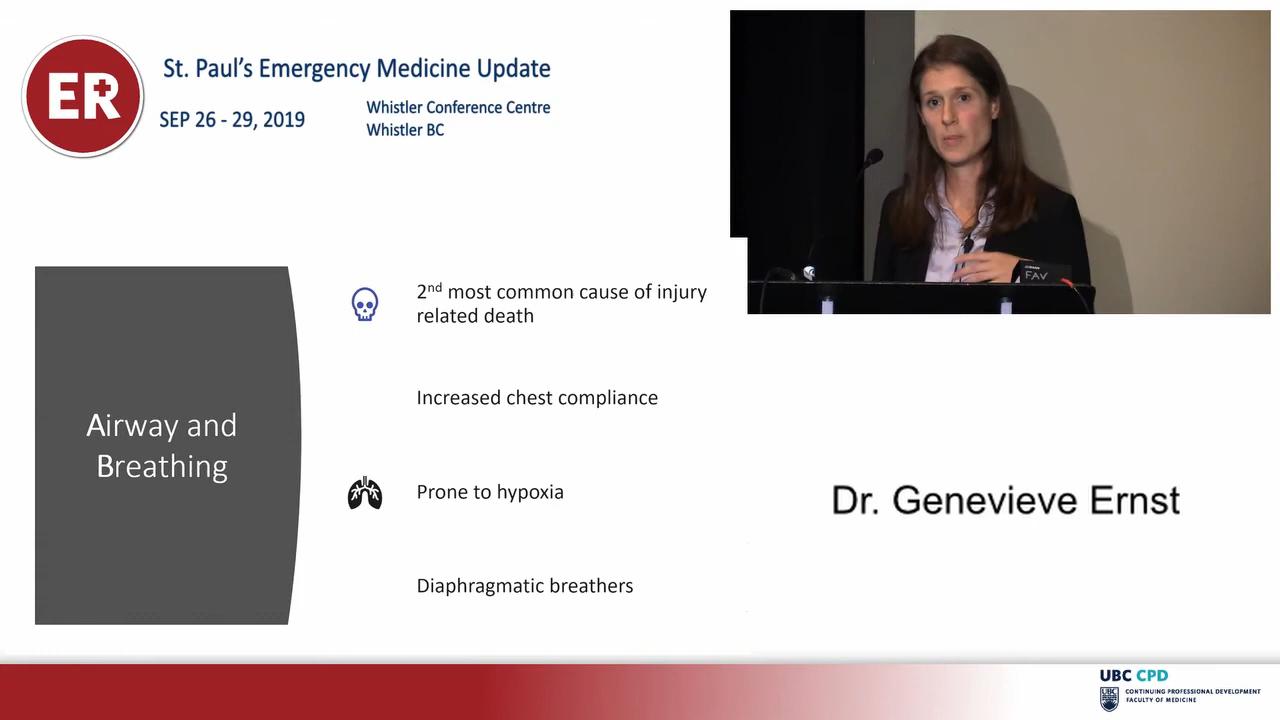 ER
St. Paul's Emergency Medicine Update
SEP 26 - 29, 2019
Whistler Conference Centre
Whistler BC
FAV
Airway and
Breathing
2nd most common cause of injury
related death
Increased chest compliance
Prone to hypoxia
Diaphragmatic breathers
Dr. Genevieve Ernst
UBC CPD
CONTINUING PROFESSIONAL DEVELOPMENT
FACULTY OF MEDICINE